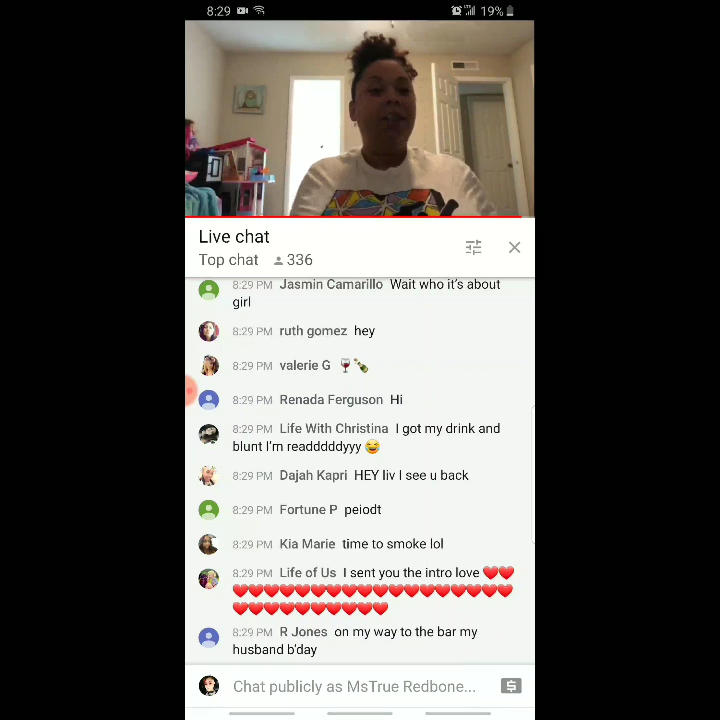 8:29 19%
Live chat
Top chat 336
8:29 PM Jasmin Camarillo Wait who it's about
girl
8:29 PM ruth gomez hey
8:29 PM valerie G 🍷🍾
8:29 PM Renada Ferguson Hi
8:29 PM Life With Christina I got my drink and
blunt I'm readddddyyy 😂
8:29 PM Dajah Kapri HEY liv I see u back
8:29 PM Fortune P peiodt
8:29 PM Kia Marie time to smoke lol
8:29 PM Life of Us I sent you the intro love ❤️❤️
❤️❤️❤️❤️❤️❤️❤️❤️❤️❤️❤️❤️❤️❤️❤️❤️❤️❤️
❤️❤️❤️❤️❤️❤️❤️❤️❤️❤️
8:29 PM R Jones on my way to the bar my
husband b'day
Chat publicly as MsTrue Redbone...